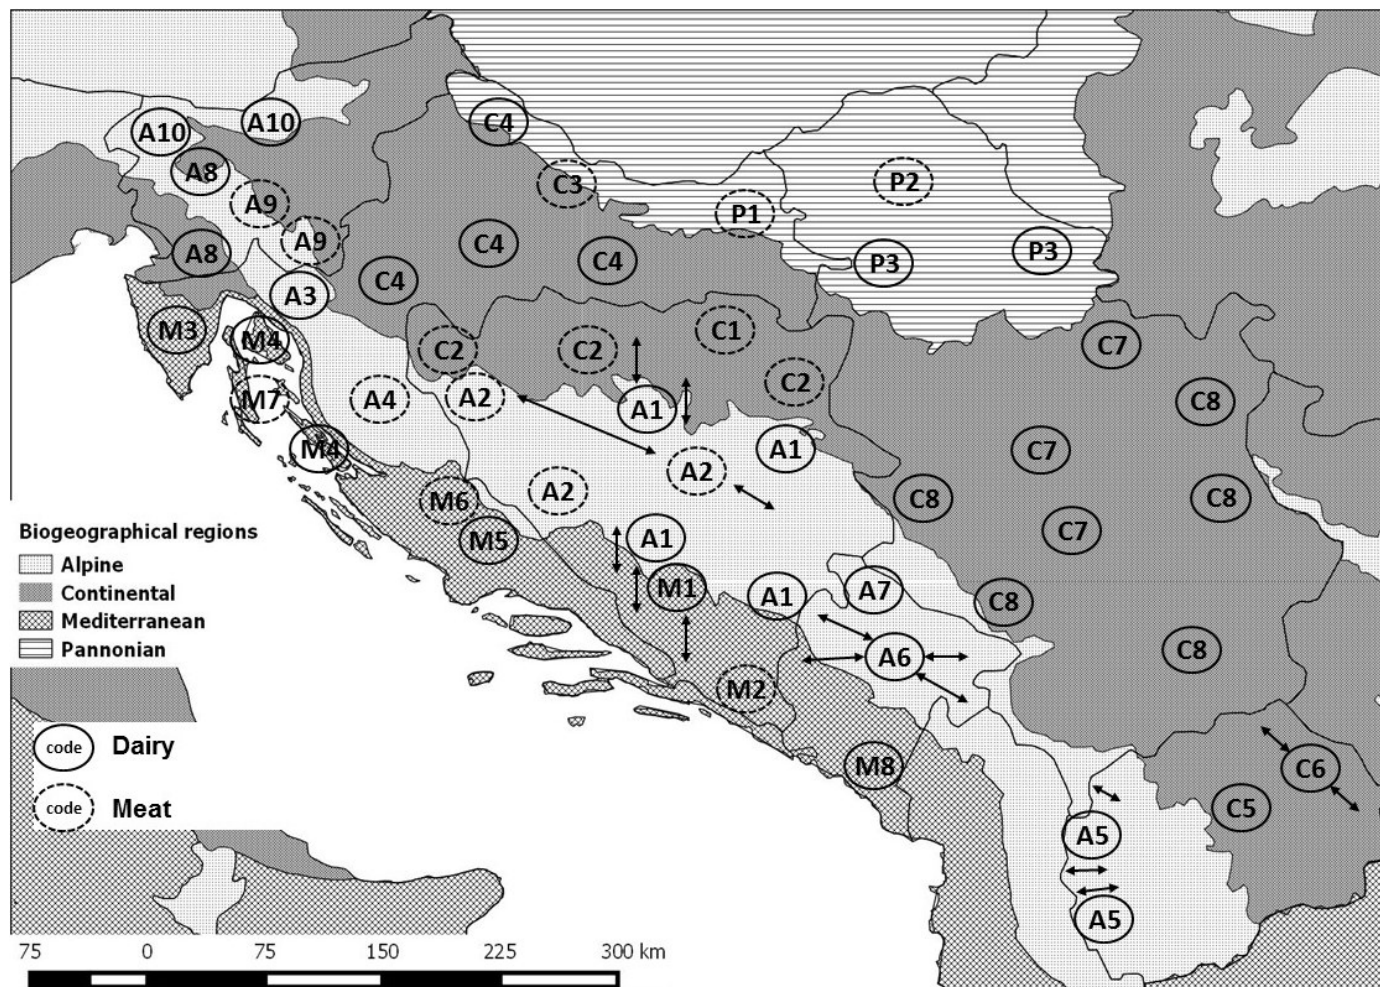 A10
A10
C4
A8
C3
P2
A9
P1
A9
C4
A8
C4
P3
P3
C4
A3
M3
M4
C1
C7
C2
C2
C2
A2
A4
M7
A1
C8
M4
A1
C7
A2
A2
M6
C8
C8
M5
A1
C7
M1
A1
A7
C8
A6
C8
M2
M8
C6
C5
A5
A5
Biogeographical regions
Alpine
Continental
Mediterranean
Pannonian
code Dairy
code Meat
75 0 75 150 225 300 km